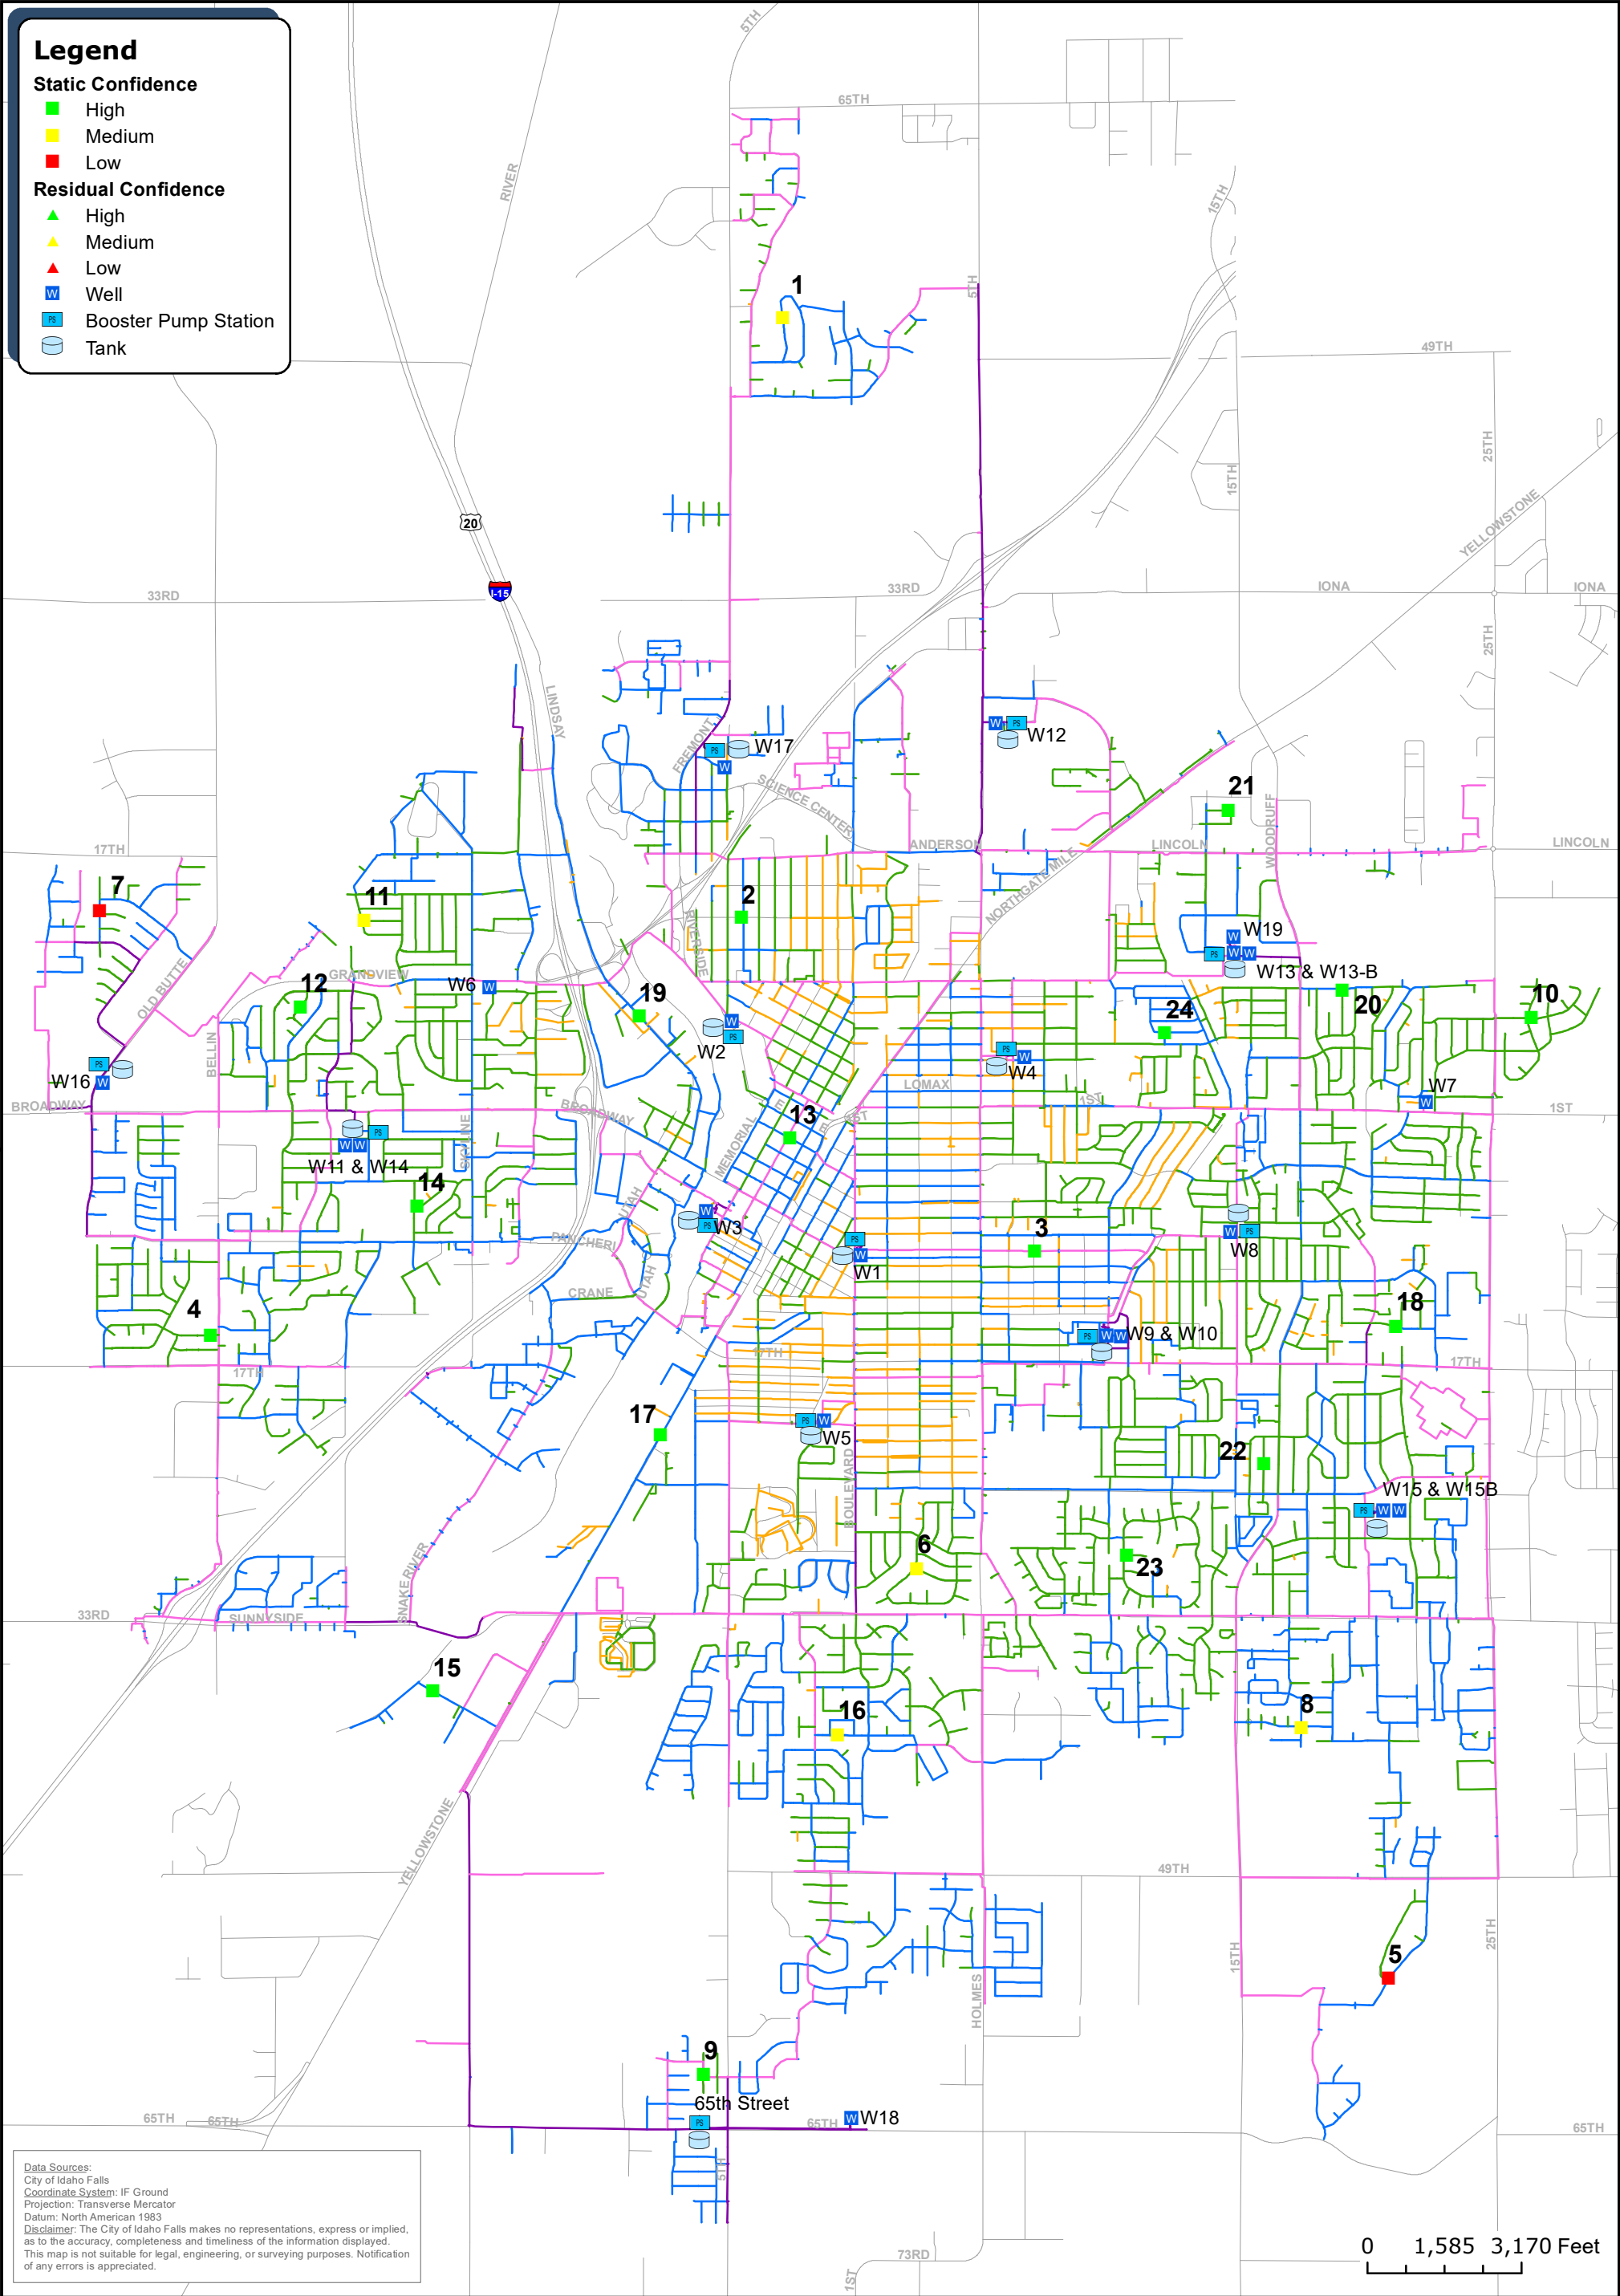 Legend
Static Confidence
High
Medium
Low
Residual Confidence
High
Medium
Low
W Well
PS Booster Pump Station
Tank
5TH
65TH
RIVER
15TH
1
5TH
49TH
25TH
15TH
YELLOWSTONE
20
I-15
33RD
33RD
IONA
IONA
25TH
LINDSAY
FREMONT
W12
W17
SCIENCE CENTER
21
WOODRUFF
17TH
ANDERSON
LINCOLN
LINCOLN
NORTHGATE MILE
7
11
2
RIVERSIDE
W19
W13 & W13-B
OLD BUTTE
GRANDVIEW
12
W6
19
24
20
10
W2
W4
BELLIN
W16
LOMAX
W7
BROADWAY
BROADWAY
1ST
1ST
1ST
E
E
13
SKYLINE
MEMORIAL
W11 & W14
14
UTAH
W3
3
W8
PANCHERI
W1
UTAH
CRANE
4
18
W9 & W10
17TH
17TH
17TH
17
W5
BOULEVARD
22
W15 & W15B
6
23
SNAKE RIVER
33RD
SUNNYSIDE
15
16
8
YELLOWSTONE
49TH
25TH
15TH
5
HOLMES
9
65th Street
65TH
65TH
65TH
W18
65TH
5TH
73RD
1ST
0 1,585 3,170 Feet
Data Sources:
City of Idaho Falls
Coordinate System: IF Ground
Projection: Transverse Mercator
Datum: North American 1983
Disclaimer: The City of Idaho Falls makes no representations, express or implied,
as to the accuracy, completeness and timeliness of the information displayed.
This map is not suitable for legal, engineering, or surveying purposes. Notification
of any errors is appreciated.